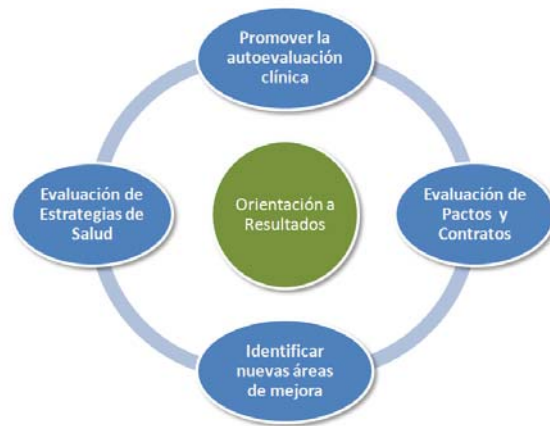 Promover la
autoevaluación
clínica
Evaluación de
Estrategias de
Salud
Orientación a
Resultados
Evaluación de
Pactos y
Contratos
Identificar
nuevas áreas
de mejora